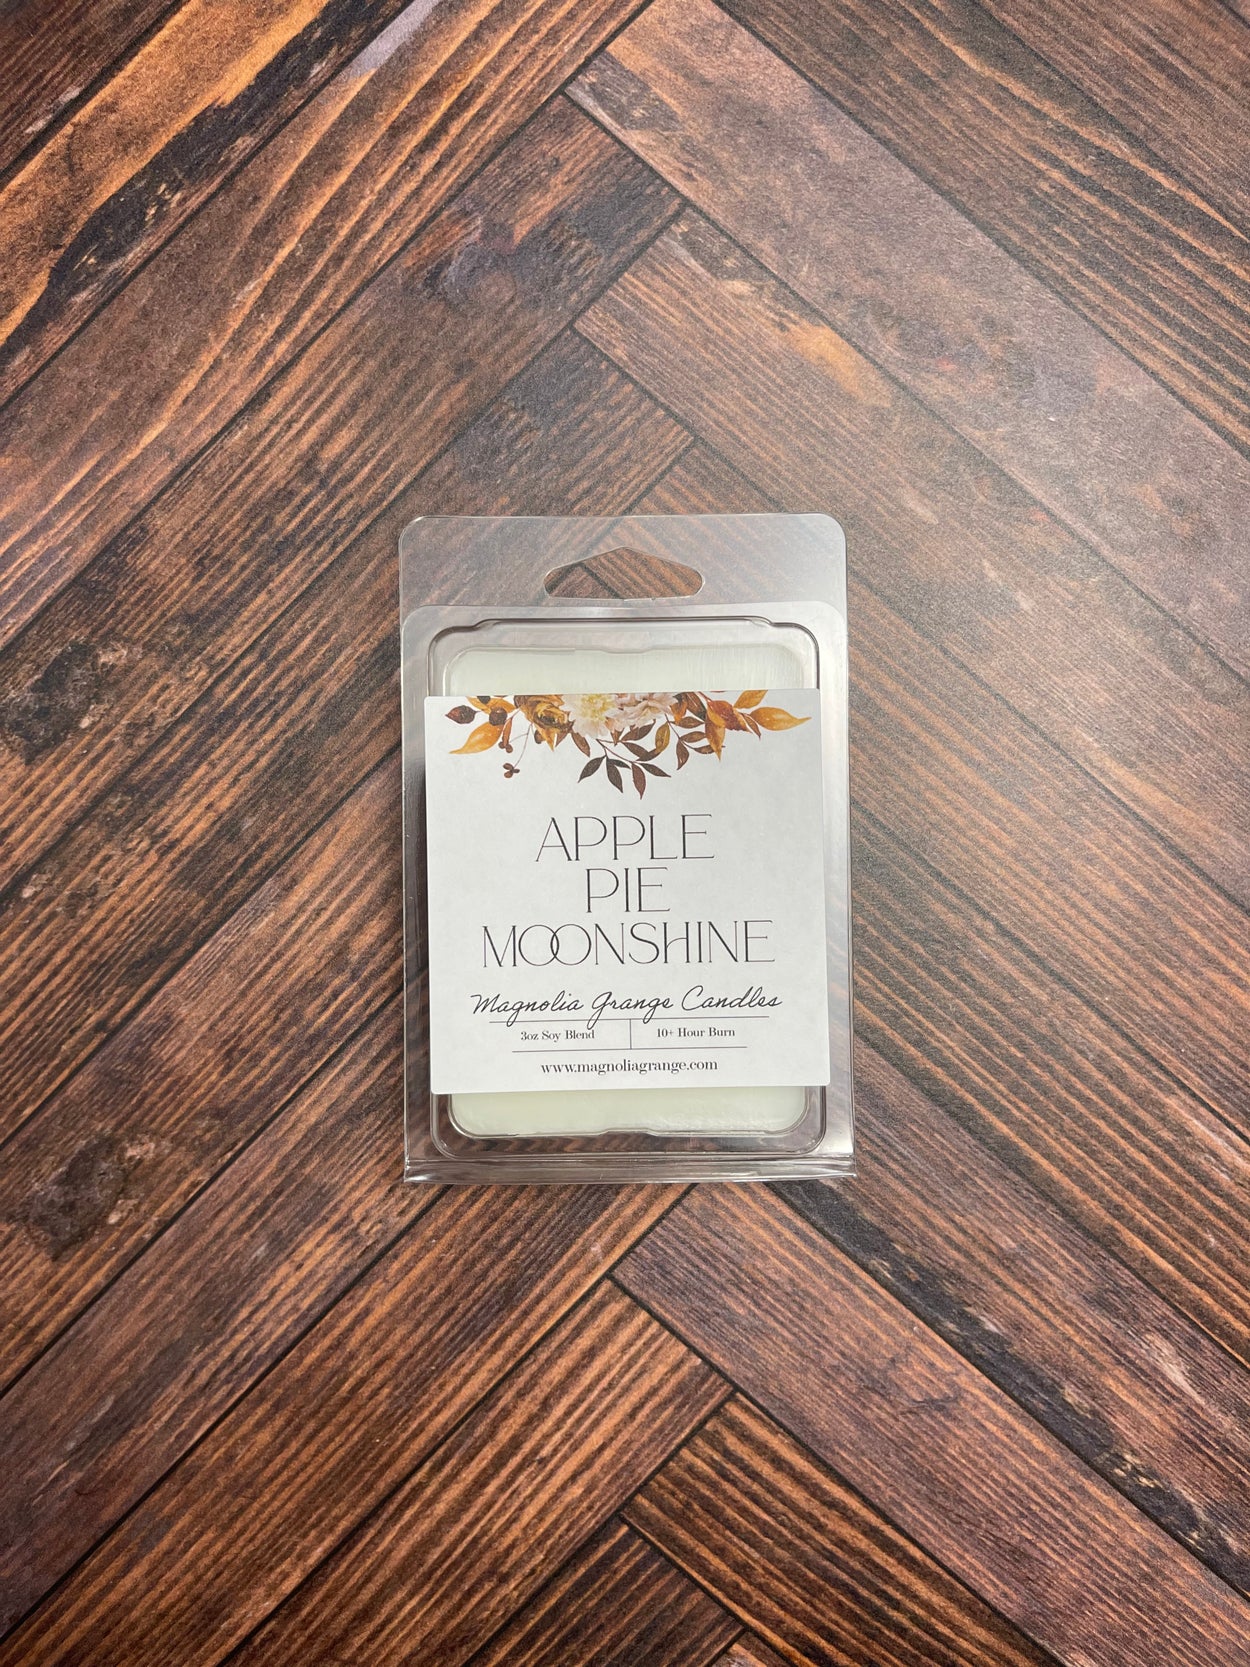 APPLE
PIE
MOONSHINE
Magnolia Grange Candles
3oz Soy Blend 10+ Hour Burn
www.magnoliagrange.com